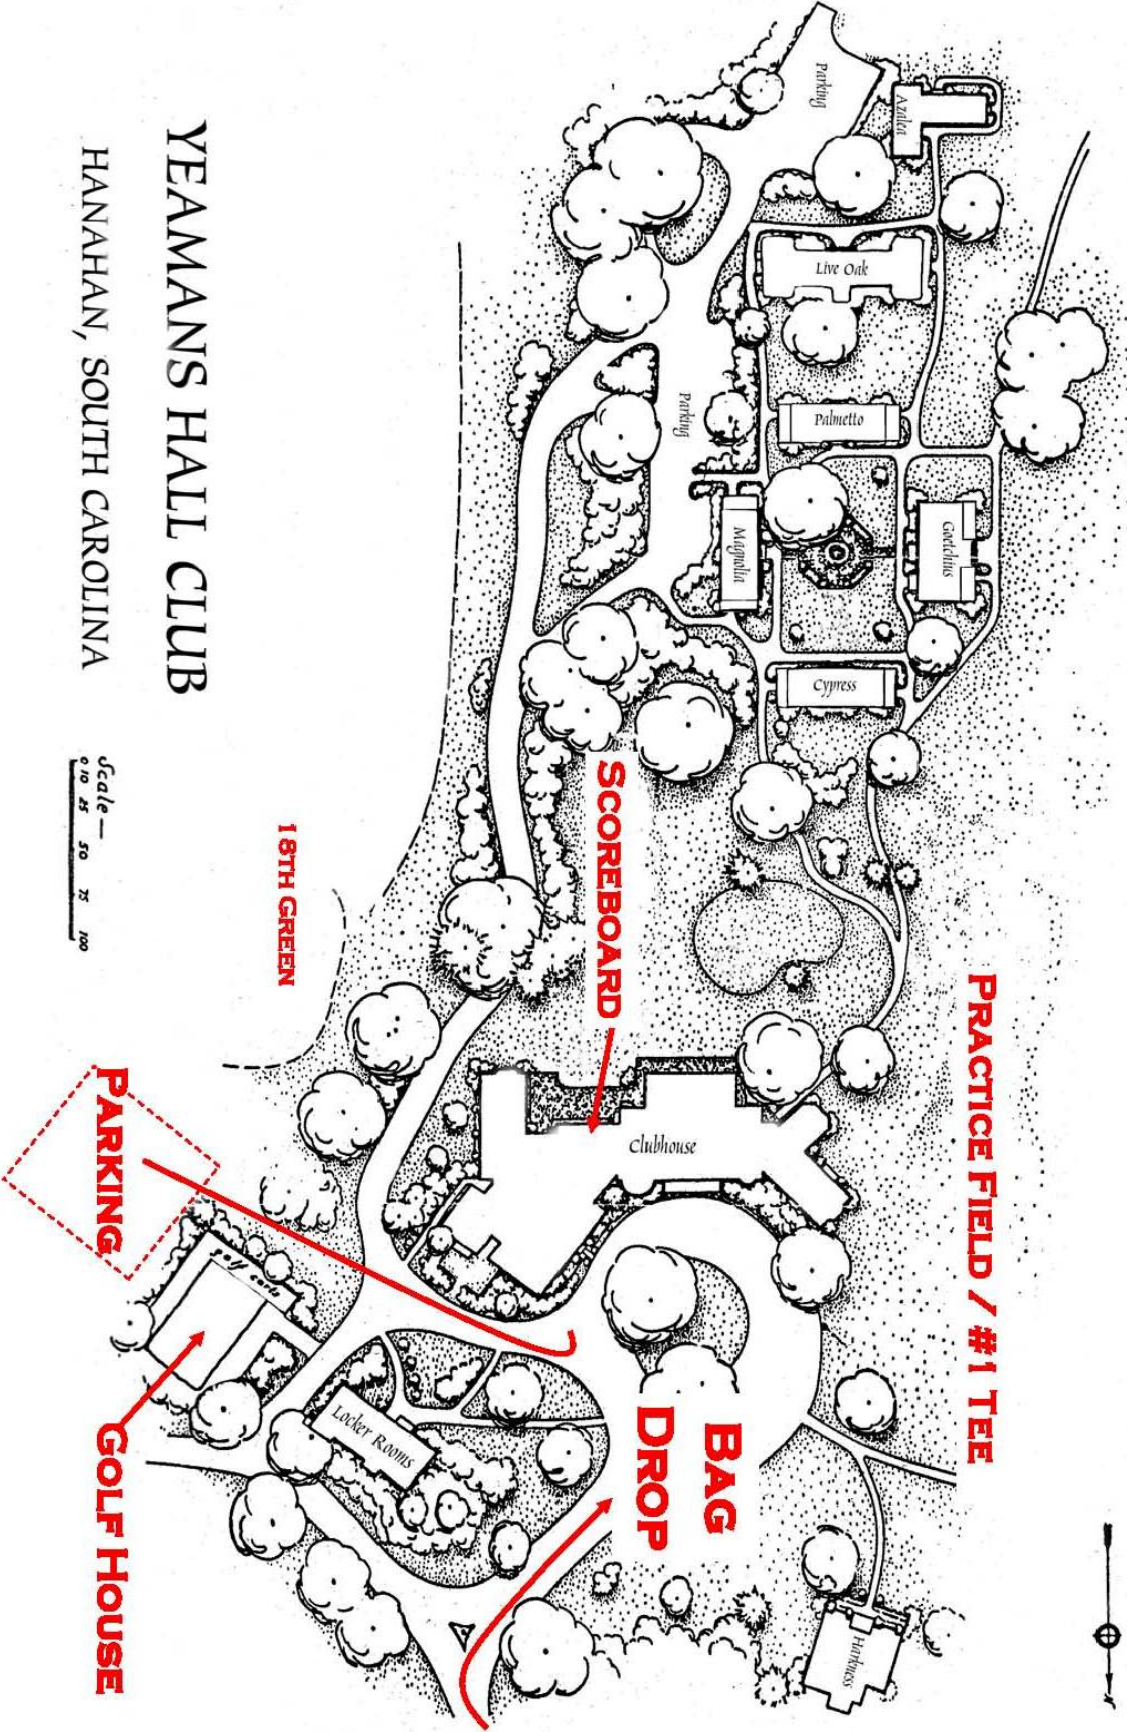 Practice Field / #1 Tee
Parking
Azalea
Live Oak
Palmetto
Goetchius
Parking
Magnolia
Cypress
Scoreboard
Clubhouse
Bag
Drop
Harkness
Locker Rooms
golf carts
Golf House
Parking
18th Green
Scale—
0 10 25 50 75 100
YEAMANS HALL CLUB
HANAHAN, SOUTH CAROLINA
N